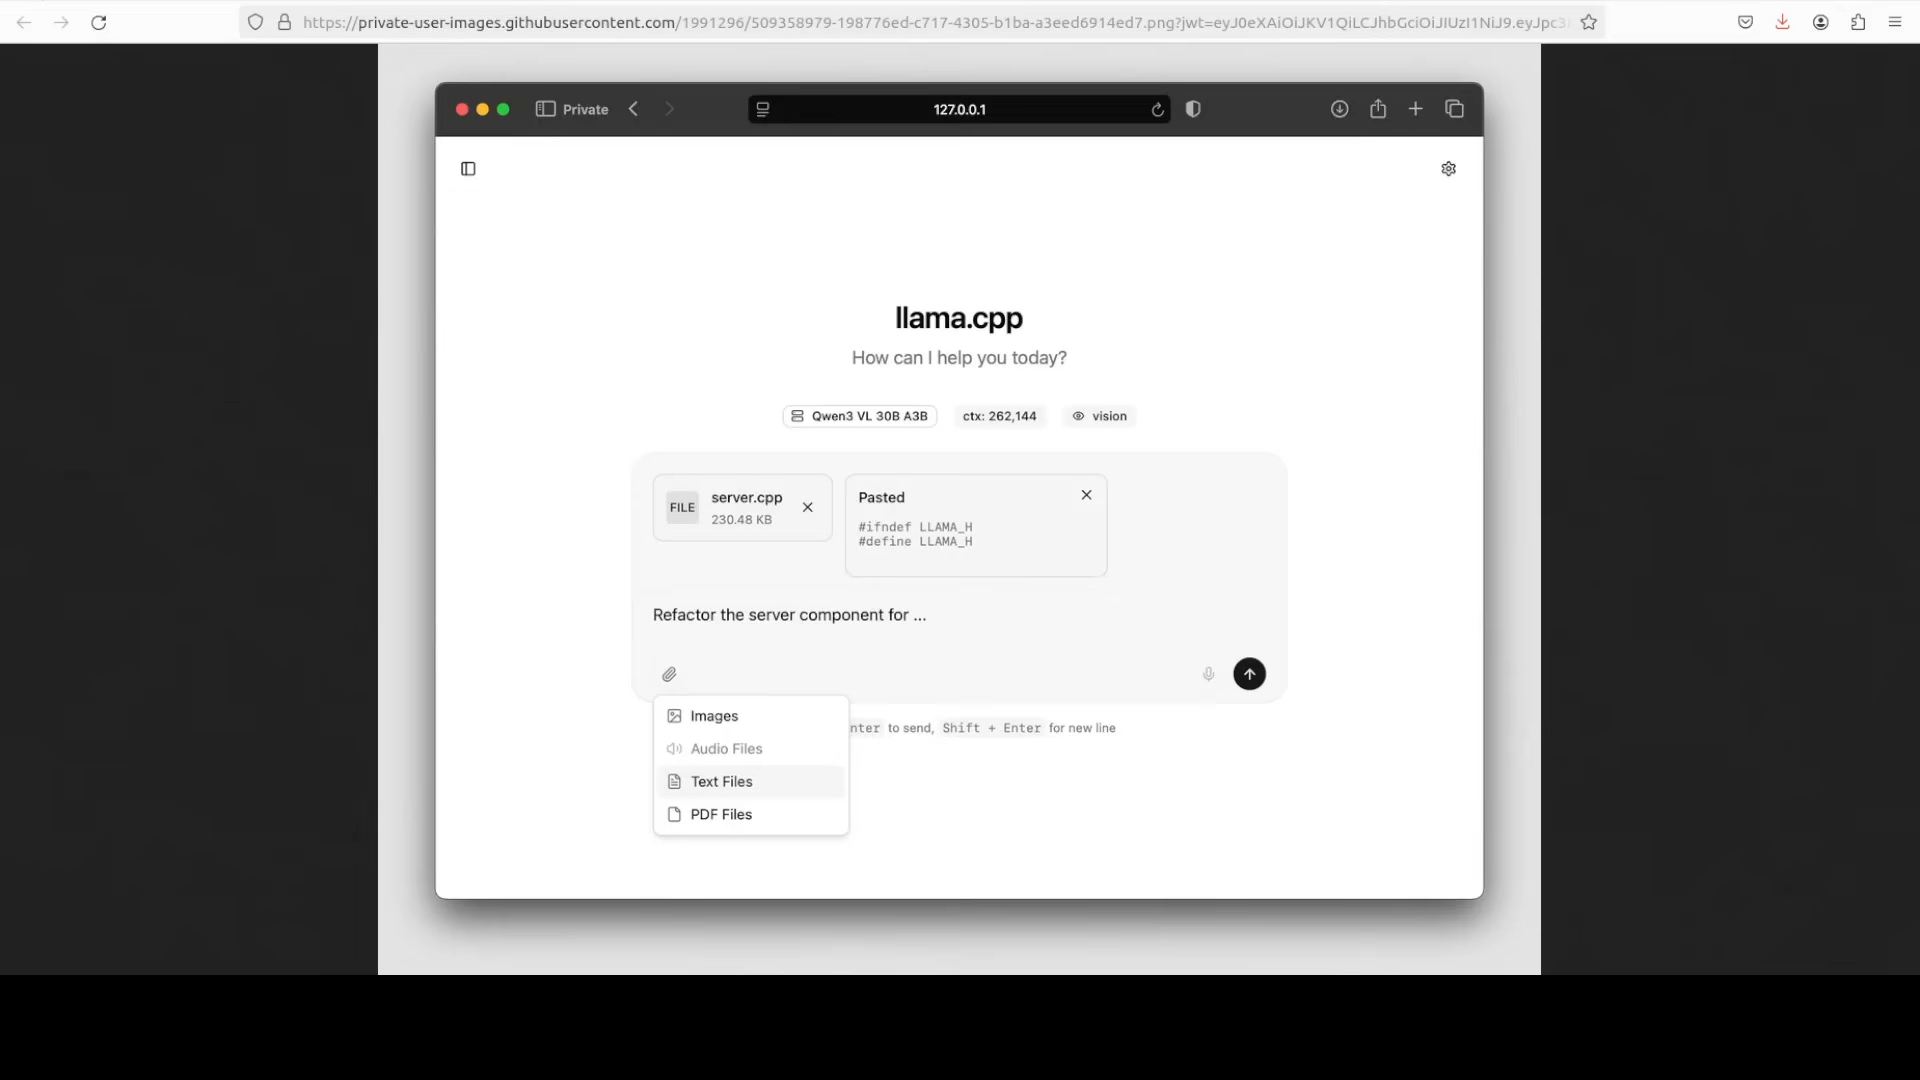 https://private-user-images.githubusercontent.com/1991296/509358979-198776ed-c717-4305-b1ba-a3eed6914ed7.png?jwt=eyJ0eXAiOiJKV1QiLCJhbGciOiJIUzI1NiJ9.eyJpc3
Private
127.0.0.1
llama.cpp
How can I help you today?
Qwen3 VL 30B A3B ctx: 262,144 vision
FILE
server.cpp
230.48 KB
Pasted
#ifndef LLAMA_H
#define LLAMA_H
Refactor the server component for ...
nter to send, Shift + Enter for new line
Images
Audio Files
Text Files
PDF Files